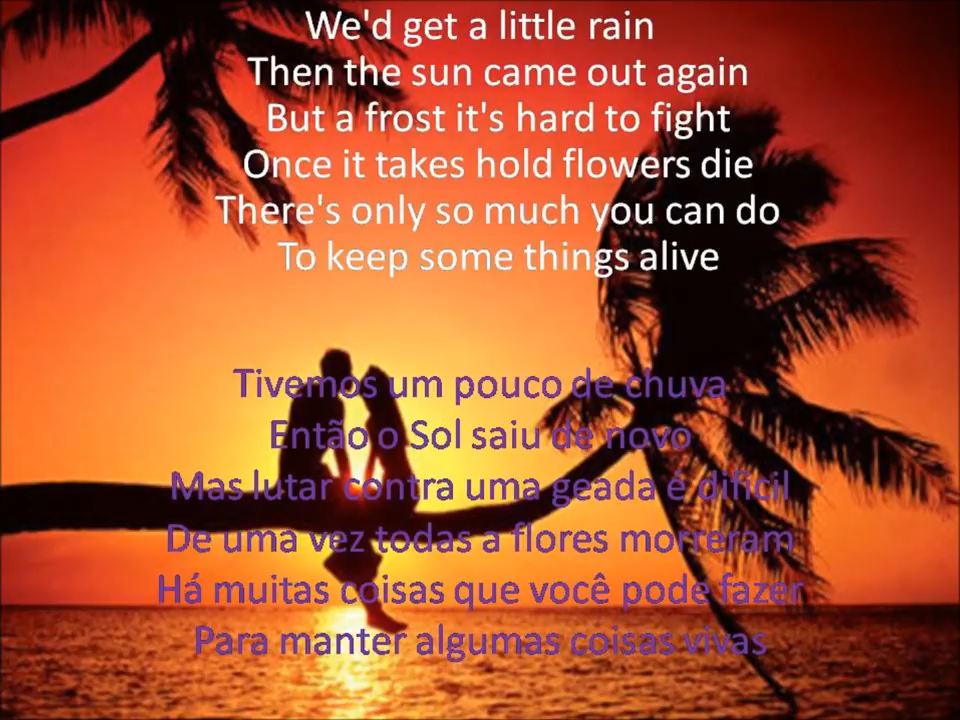 We'd get a little rain
Then the sun came out again
But a frost it's hard to fight
Once it takes hold flowers die
There's only so much you can do
To keep some things alive
Tivemos um pouco de chuva
Então o Sol saiu de novo
Mas lutar contra uma geada é difícil
De uma vez todas a flores morreram
Há muitas coisas que você pode fazer
Para manter algumas coisas vivas